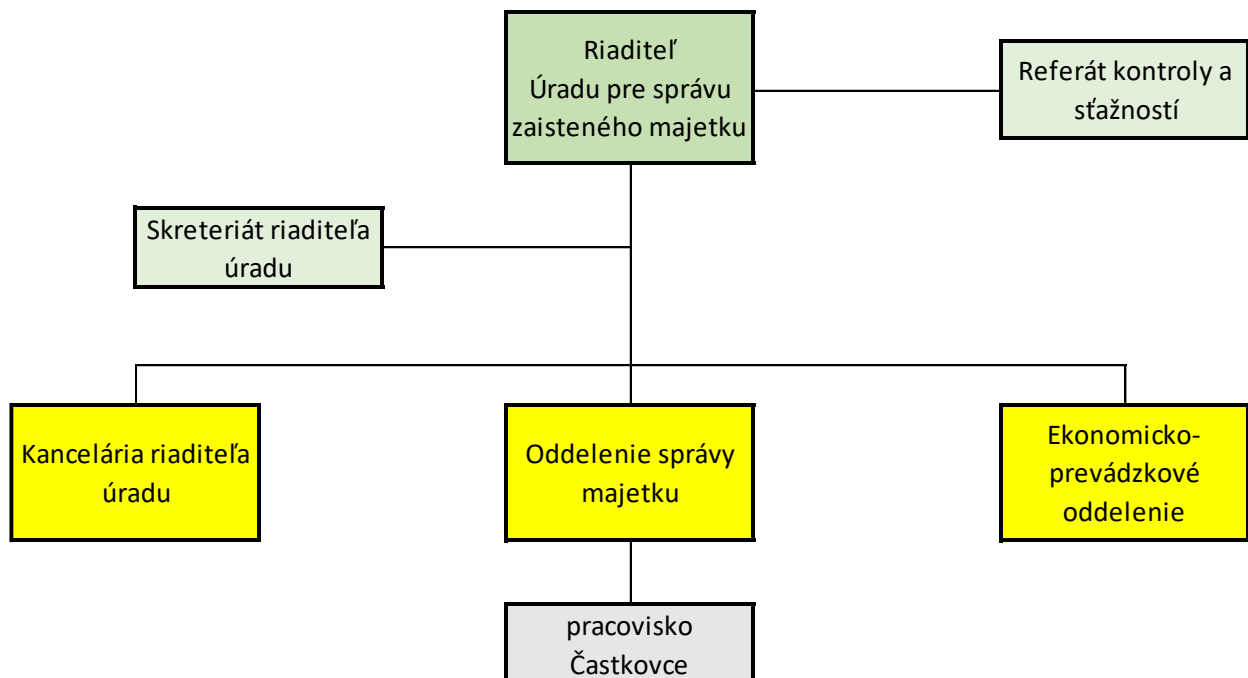 Riaditeľ
Úradu pre správu
zaisteného majetku
Referát kontroly a
sťažností
Skreteriát riaditeľa
úradu
Kancelária riaditeľa
úradu
Oddelenie správy
majetku
Ekonomicko-
prevádzkové
oddelenie
pracovisko
Častkovce